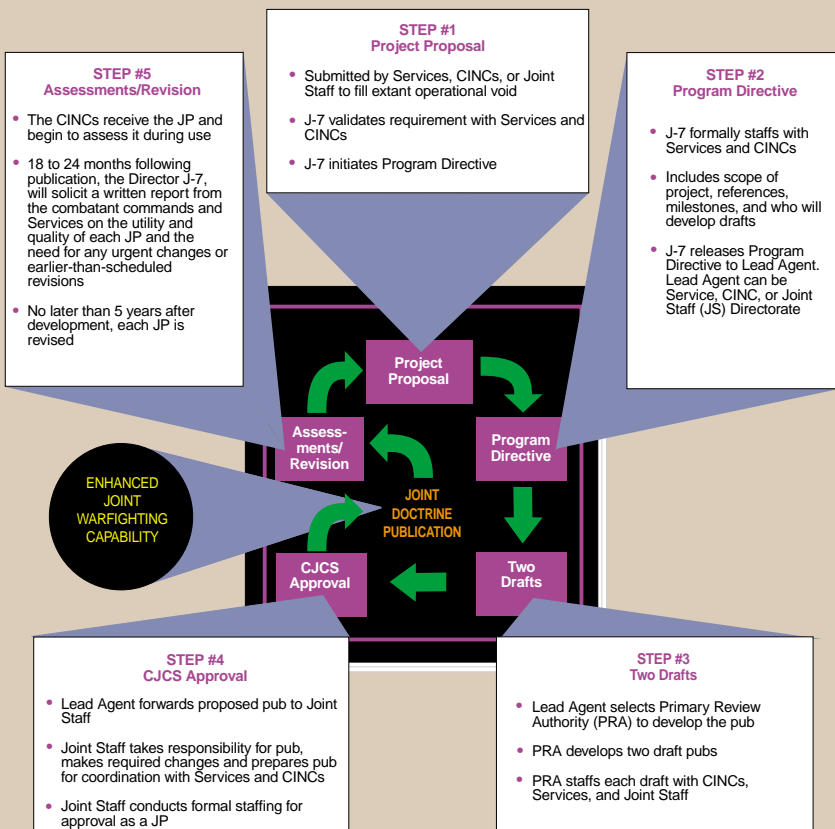 STEP #1
Project Proposal
• Submitted by Services, CINCs, or Joint
Staff to fill extant operational void
• J-7 validates requirement with Services and
CINCs
• J-7 initiates Program Directive
STEP #2
Program Directive
• J-7 formally staffs with
Services and CINCs
• Includes scope of
project, references,
milestones, and who will
develop drafts
• J-7 releases Program
Directive to Lead Agent.
Lead Agent can be
Service, CINC, or Joint
Staff (JS) Directorate
STEP #5
Assessments/Revision
• The CINCs receive the JP and
begin to assess it during use
• 18 to 24 months following
publication, the Director J-7,
will solicit a written report from
the combatant commands and
Services on the utility and
quality of each JP and the
need for any urgent changes or
earlier-than-scheduled
revisions
• No later than 5 years after
development, each JP is
revised
Project
Proposal
Assess-
ments/
Revision
Program
Directive
ENHANCED
JOINT
WARFIGHTING
CAPABILITY
JOINT
DOCTRINE
PUBLICATION
CJCS
Approval
Two
Drafts
STEP #4
CJCS Approval
• Lead Agent forwards proposed pub to Joint
Staff
• Joint Staff takes responsibility for pub,
makes required changes and prepares pub
for coordination with Services and CINCs
• Joint Staff conducts formal staffing for
approval as a JP
STEP #3
Two Drafts
• Lead Agent selects Primary Review
Authority (PRA) to develop the pub
• PRA develops two draft pubs
• PRA staffs each draft with CINCs,
Services, and Joint Staff